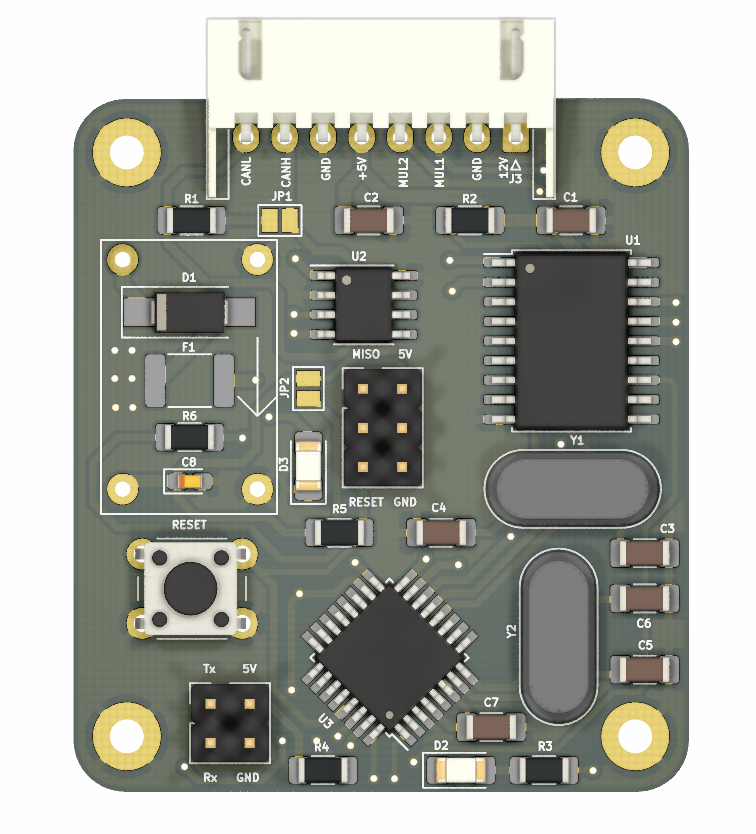 CANL
CANH
GND
+5V
MUL2
MUL1
GND
12V
J3
R1
JP1
C2
R2
C1
U2
U1
D1
MISO 5V
F1
JP2
R6
Y1
C8
D3
RESET GND
R5
C4
RESET
C3
C6
Y2
C5
Tx 5V
U3
C7
R4
D2
R3
Rx GND